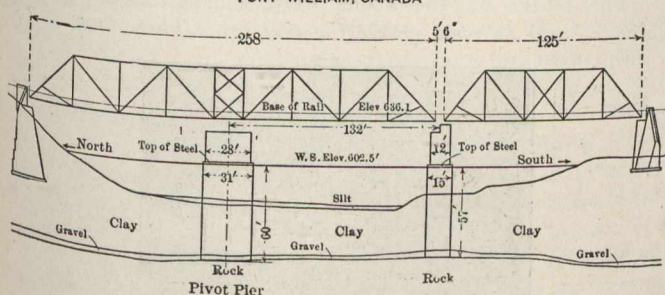 FORT WILLIAM, CANADA
258
5' 6"
125'
Base of Rail
Elev 636.1
132'
North
Top of Steel
28'
12'
Top of Steel
W.S. Elev. 602.5'
South
31'
15'
Silt
60'
57'
Clay
Clay
Clay
Gravel
Gravel
Gravel
Rock
Rock
Pivot Pier